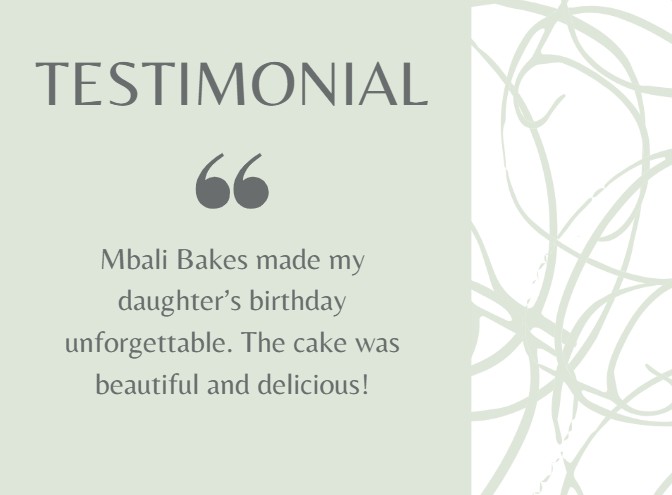 TESTIMONIAL
“
Mbali Bakes made my
daughter’s birthday
unforgettable. The cake was
beautiful and delicious!